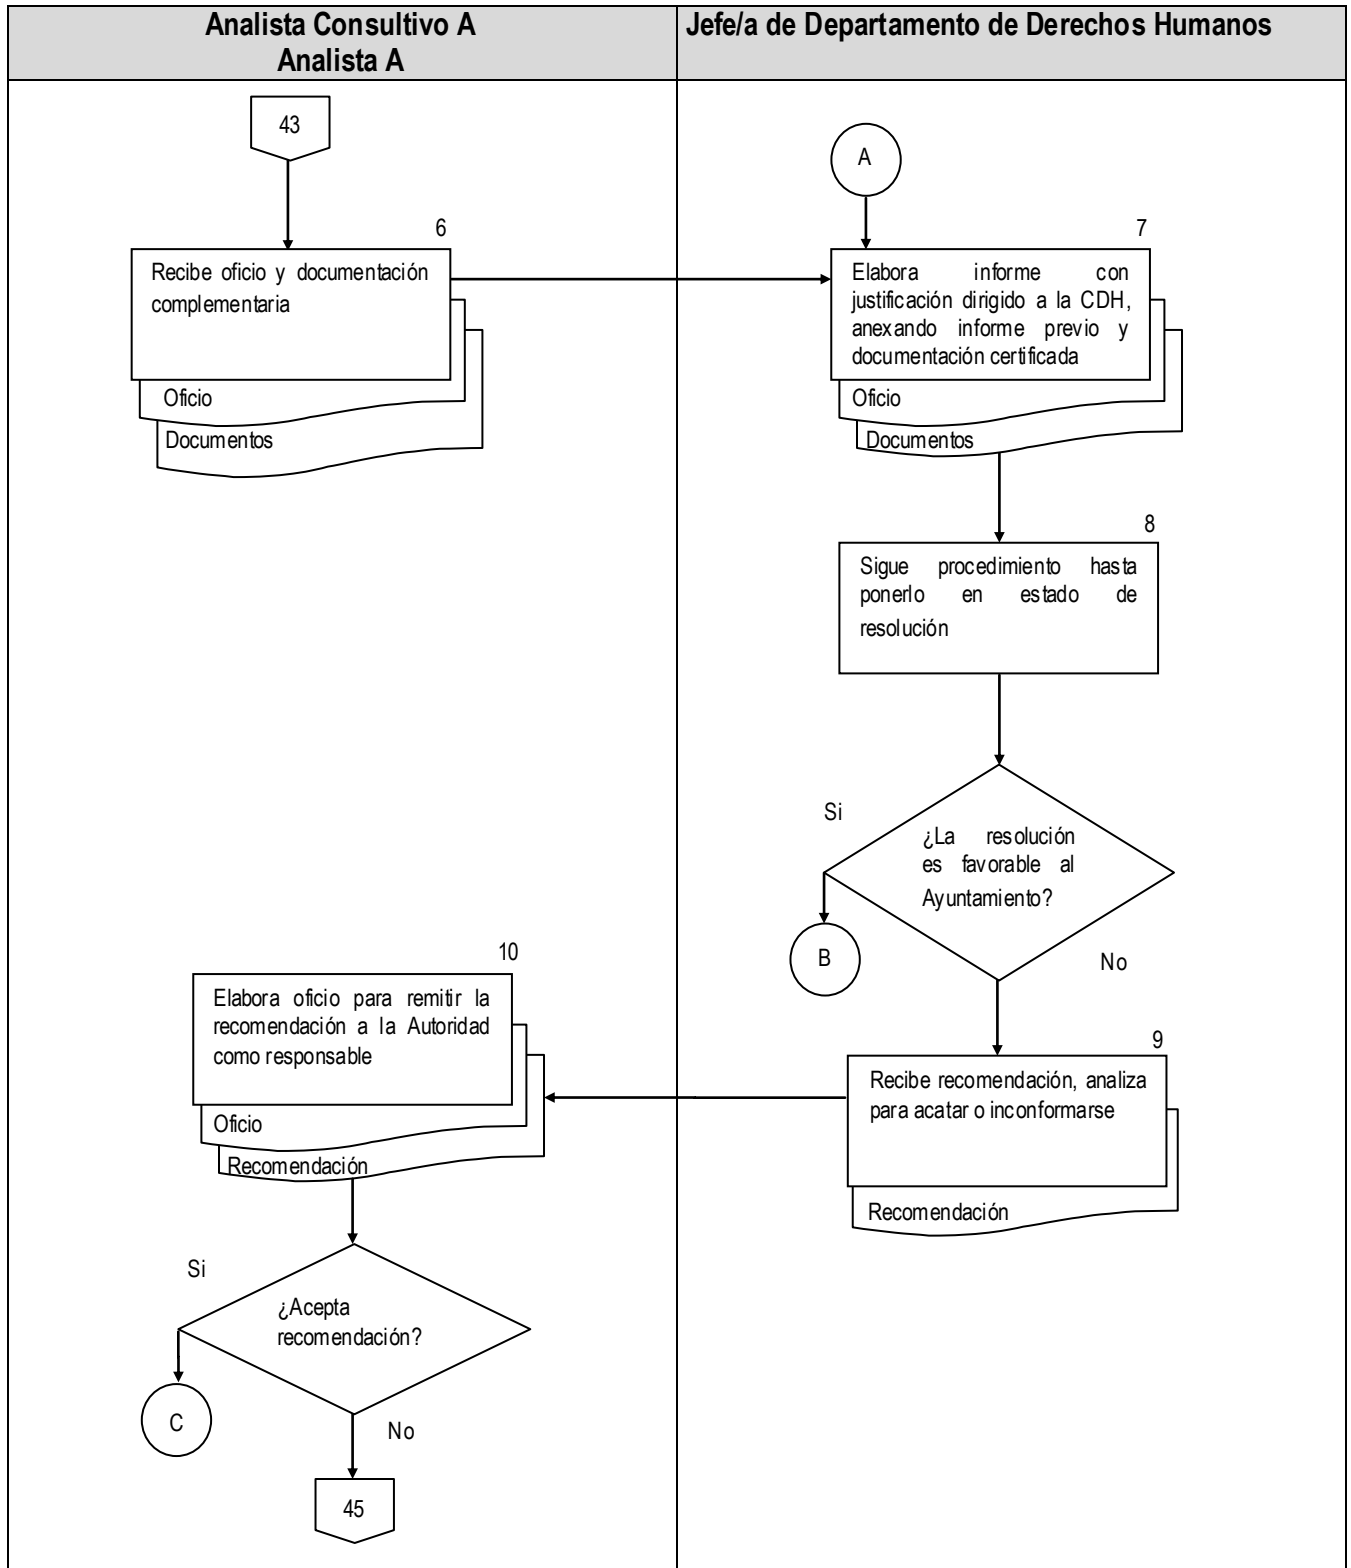 Analista Consultivo A
Analista A
Jefe/a de Departamento de Derechos Humanos
43
A
6
Recibe oficio y documentación
complementaria
Oficio
Documentos
7
Elabora informe con
justificación dirigido a la CDH,
anexando informe previo y
documentación certificada
Oficio
Documentos
8
Sigue procedimiento hasta
ponerlo en estado de
resolución
Si
¿La resolución
es favorable al
Ayuntamiento?
B
No
9
Recibe recomendación, analiza
para acatar o inconformarse
Recomendación
10
Elabora oficio para remitir la
recomendación a la Autoridad
como responsable
Oficio
Recomendación
Si
¿Acepta
recomendación?
C
No
45